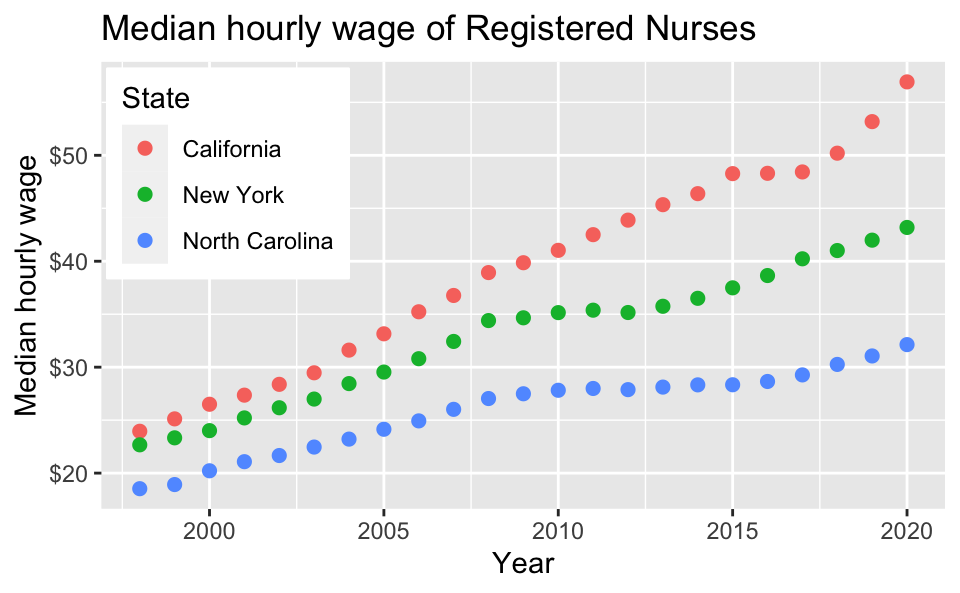 Median hourly wage of Registered Nurses
State
California
New York
North Carolina
Median hourly wage
$50
$40
$30
$20
2000 2005 2010 2015 2020
Year